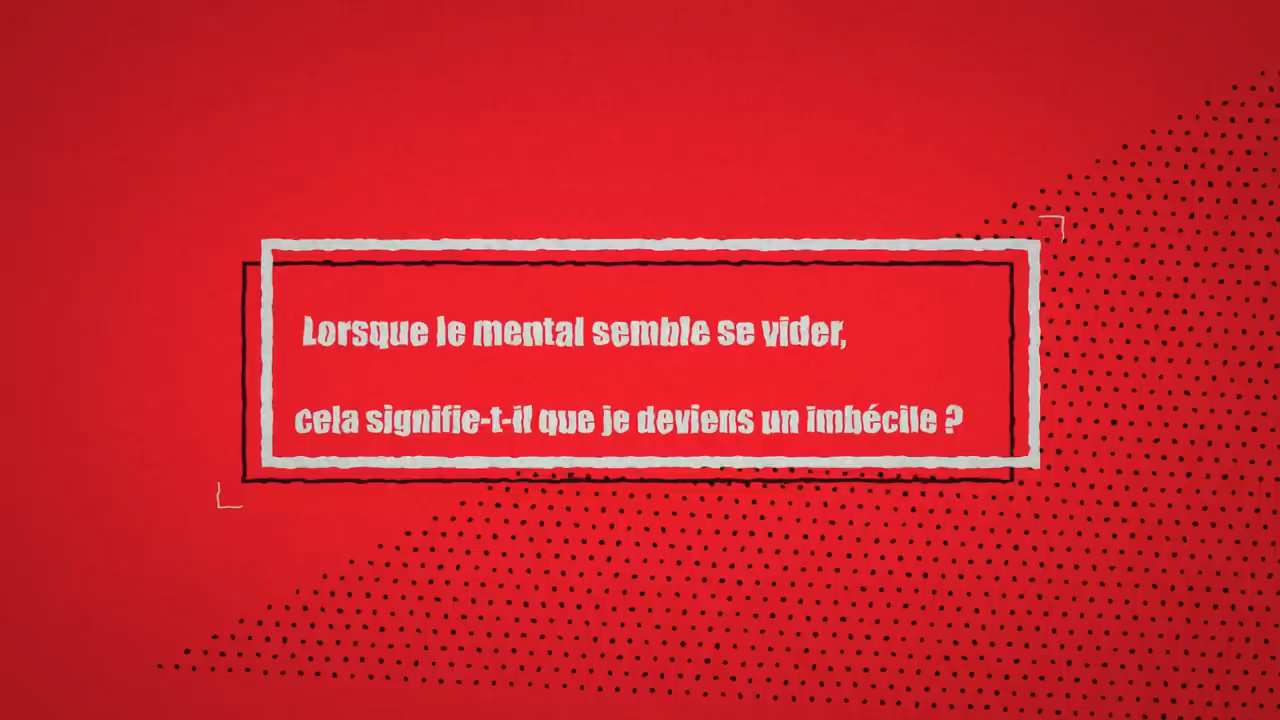 Lorsque le mental semble se vider,
cela signifie-t-il que je deviens un imbécile ?